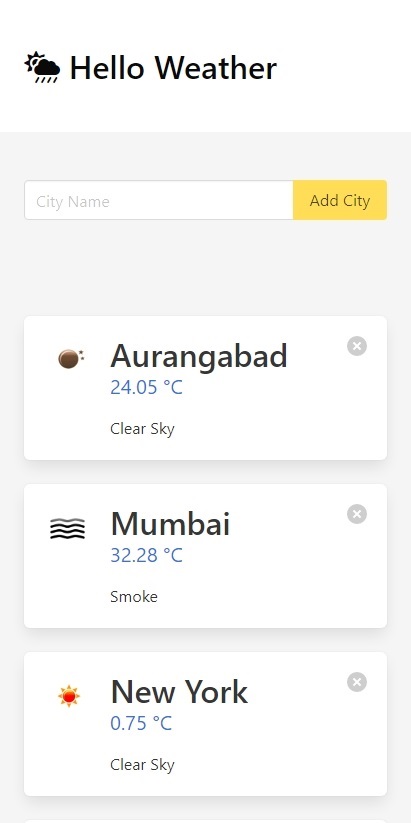 Hello Weather
City Name
Add City
Aurangabad
24.05 °C
Clear Sky
Mumbai
32.28 °C
Smoke
New York
0.75 °C
Clear Sky